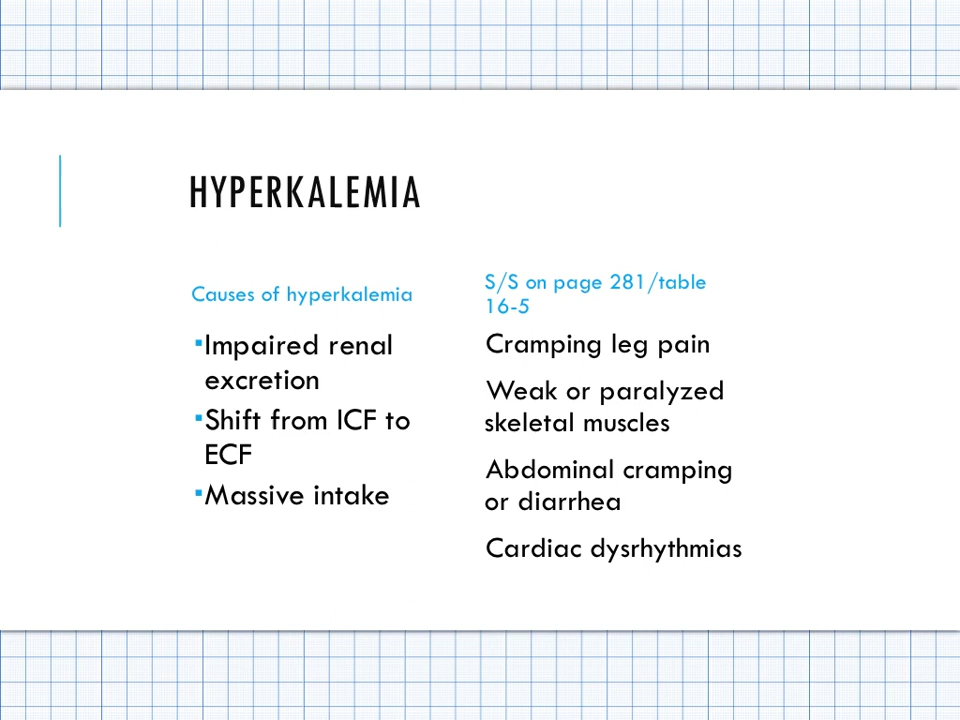 HYPERKALEMIA
Causes of hyperkalemia
▪Impaired renal
excretion
▪Shift from ICF to
ECF
▪Massive intake
S/S on page 281/table
16-5
Cramping leg pain
Weak or paralyzed
skeletal muscles
Abdominal cramping
or diarrhea
Cardiac dysrhythmias